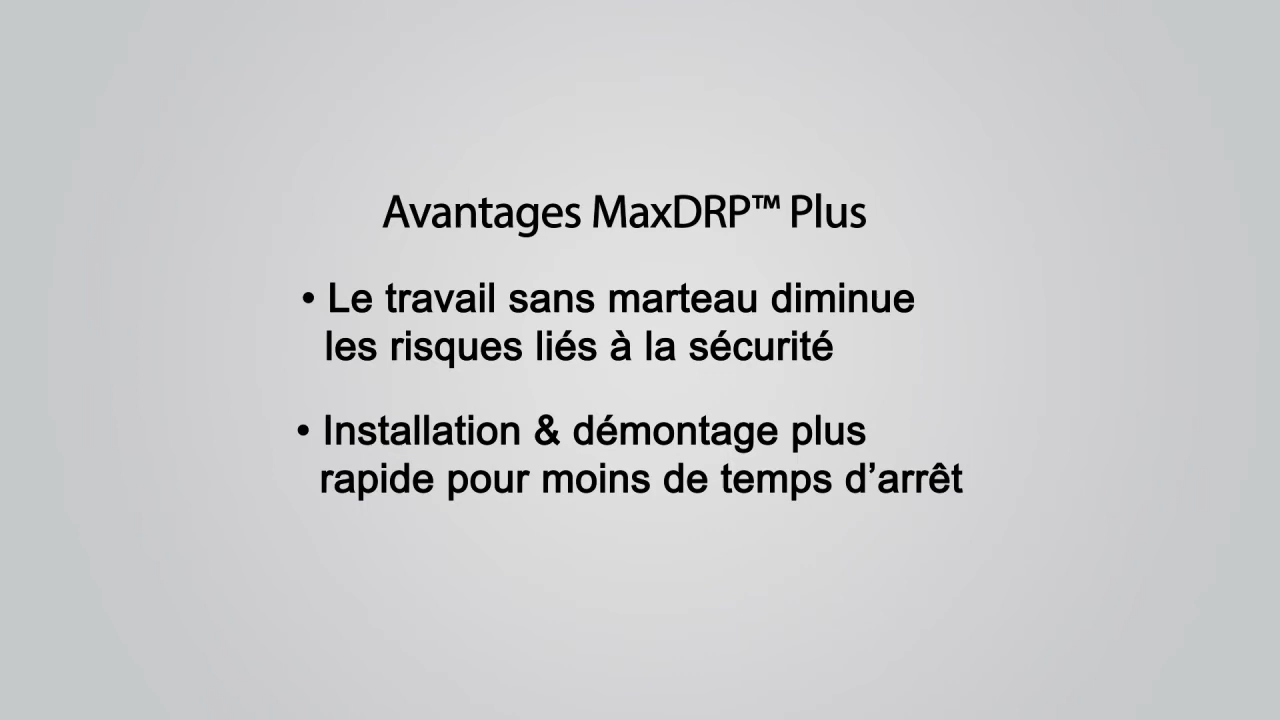 Avantages MaxDRP™ Plus
• Le travail sans marteau diminue
les risques liés à la sécurité
• Installation & démontage plus
rapide pour moins de temps d’arrêt